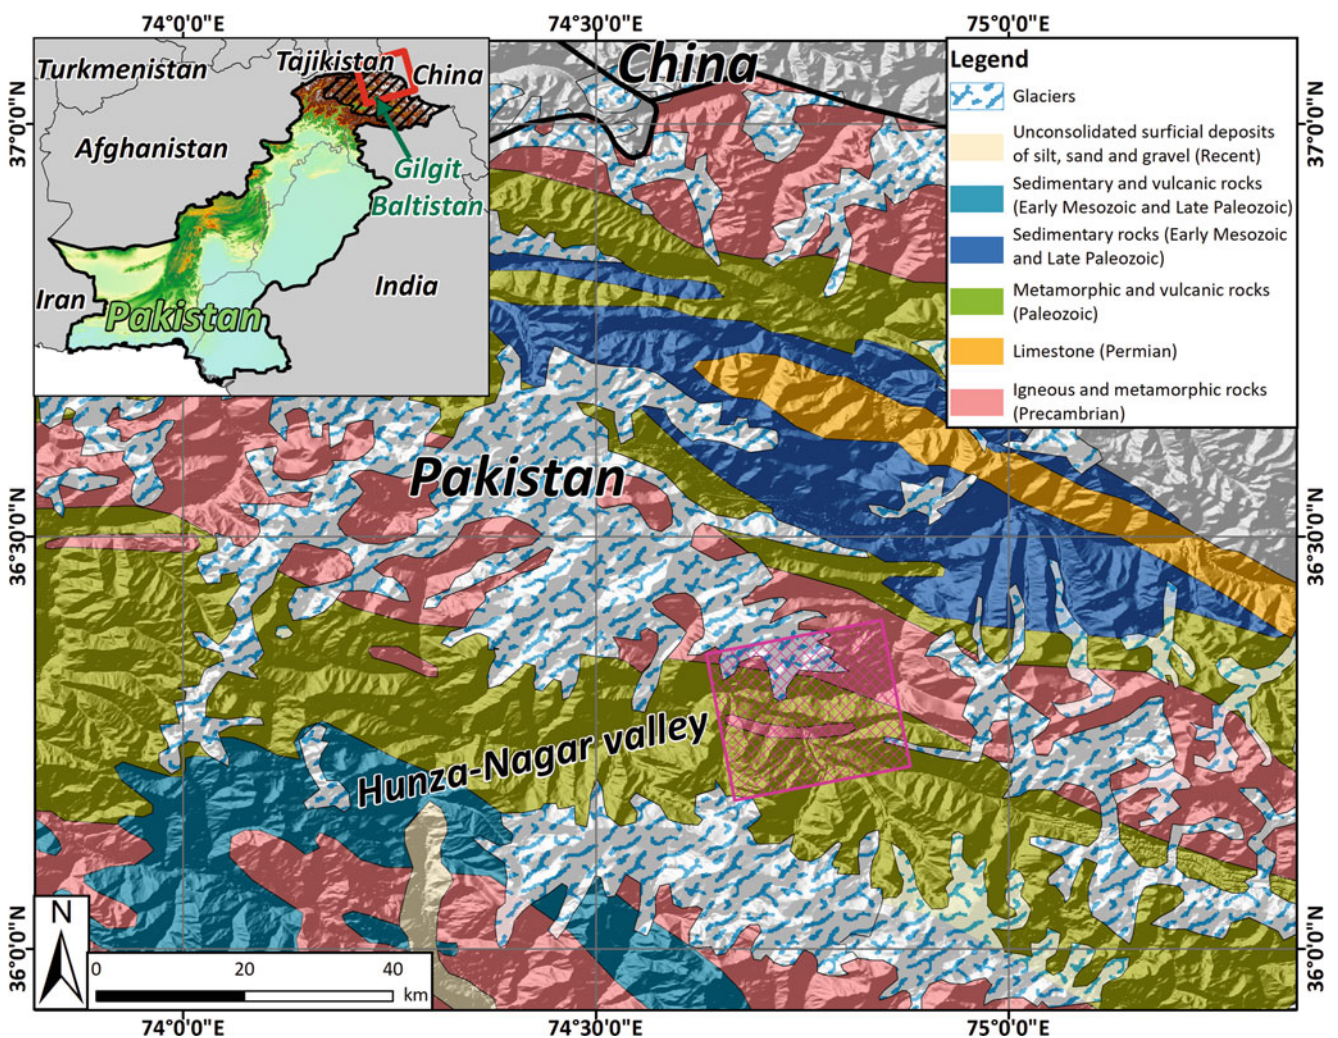 74°0'0"E
74°30'0"E
75°0'0"E
37°0'0"N
37°0'0"N
Turkmenistan
Tajikistan
China
Afghanistan
Gilgit
Baltistan
Iran
India
Pakistan
China
Legend
Glaciers
Unconsolidated surficial deposits
of silt, sand and gravel (Recent)
Sedimentary and vulcanic rocks
(Early Mesozoic and Late Paleozoic)
Sedimentary rocks (Early Mesozoic
and Late Paleozoic)
Metamorphic and vulcanic rocks
(Paleozoic)
Limestone (Permian)
Igneous and metamorphic rocks
(Precambrian)
Pakistan
36°30'0"N
36°30'0"N
Hunza-Nagar valley
N
36°0'0"N
36°0'0"N
0 20 40
km
74°0'0"E
74°30'0"E
75°0'0"E